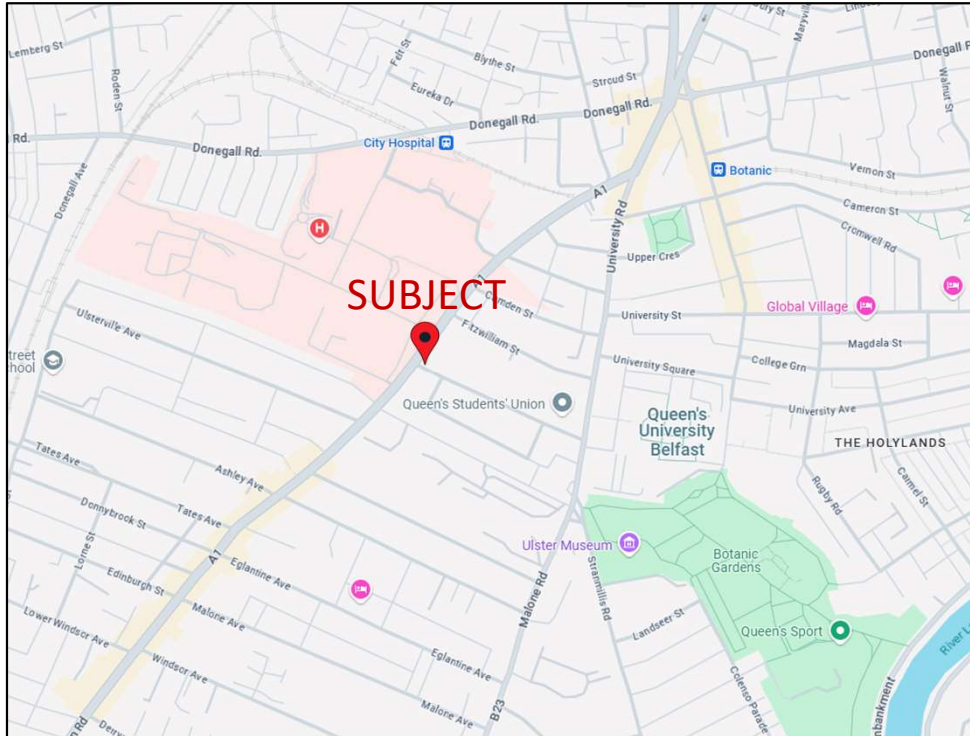 Lemberg St
Roden St
Felt St
Blythe St
Eureka Dr
Stroud St
Donegall Rd.
Donegall Rd.
Donegall Rd.
Rd.
City Hospital
Botanic
Walnut St
Vernon St
Donegall Ave
H
A1
University Rd
Cameron St
Cromwell Rd
Upper Cres
SUBJECT
A1
Camden St
Global Village
University St
Fitzwilliam St
Magdala St
Ulsterville Ave
University Square
College Grn
Queen's Students' Union
Queen's
University
Belfast
University Ave
THE HOLYLANDS
Tates Ave
Ashley Ave
Rugby Rd
Carmel St
Donnybrook St
Tates Ave
Lorne St
A1
Ulster Museum
Botanic
Gardens
Edinburgh St
Eglantine Ave
Malone Rd
Stranmillis Rd
Lower Windsor Ave
Malone Ave
Landseer St
Queen's Sport
Windsor Ave
Eglantine Ave
Colenso Parade
Malone Ave
B23